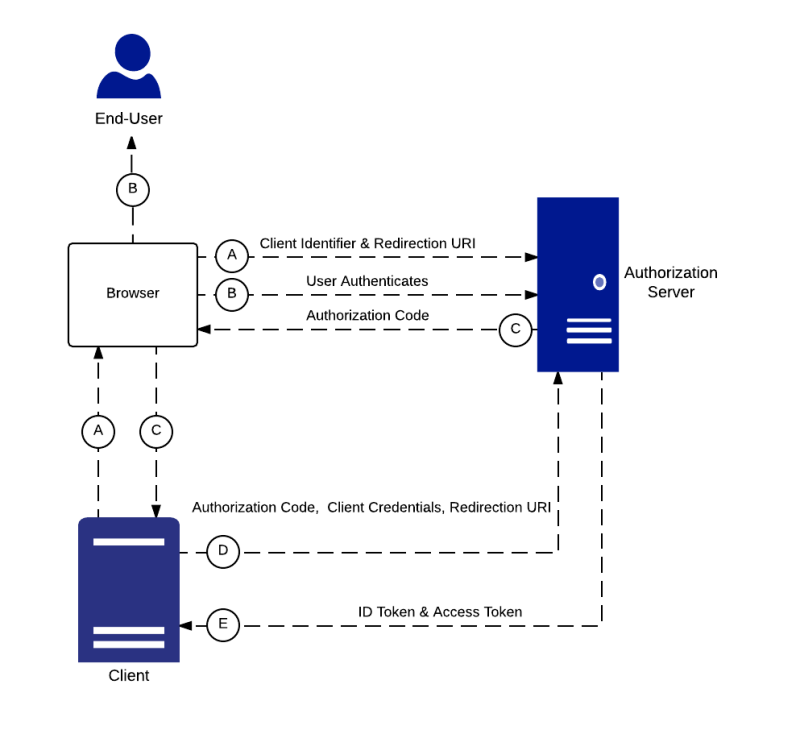 End-User
B
A
Client Identifier & Redirection URI
Browser
B
User Authenticates
Authorization
Server
Authorization Code
C
A
C
Authorization Code,  Client Credentials, Redirection URI
D
ID Token & Access Token
E
Client